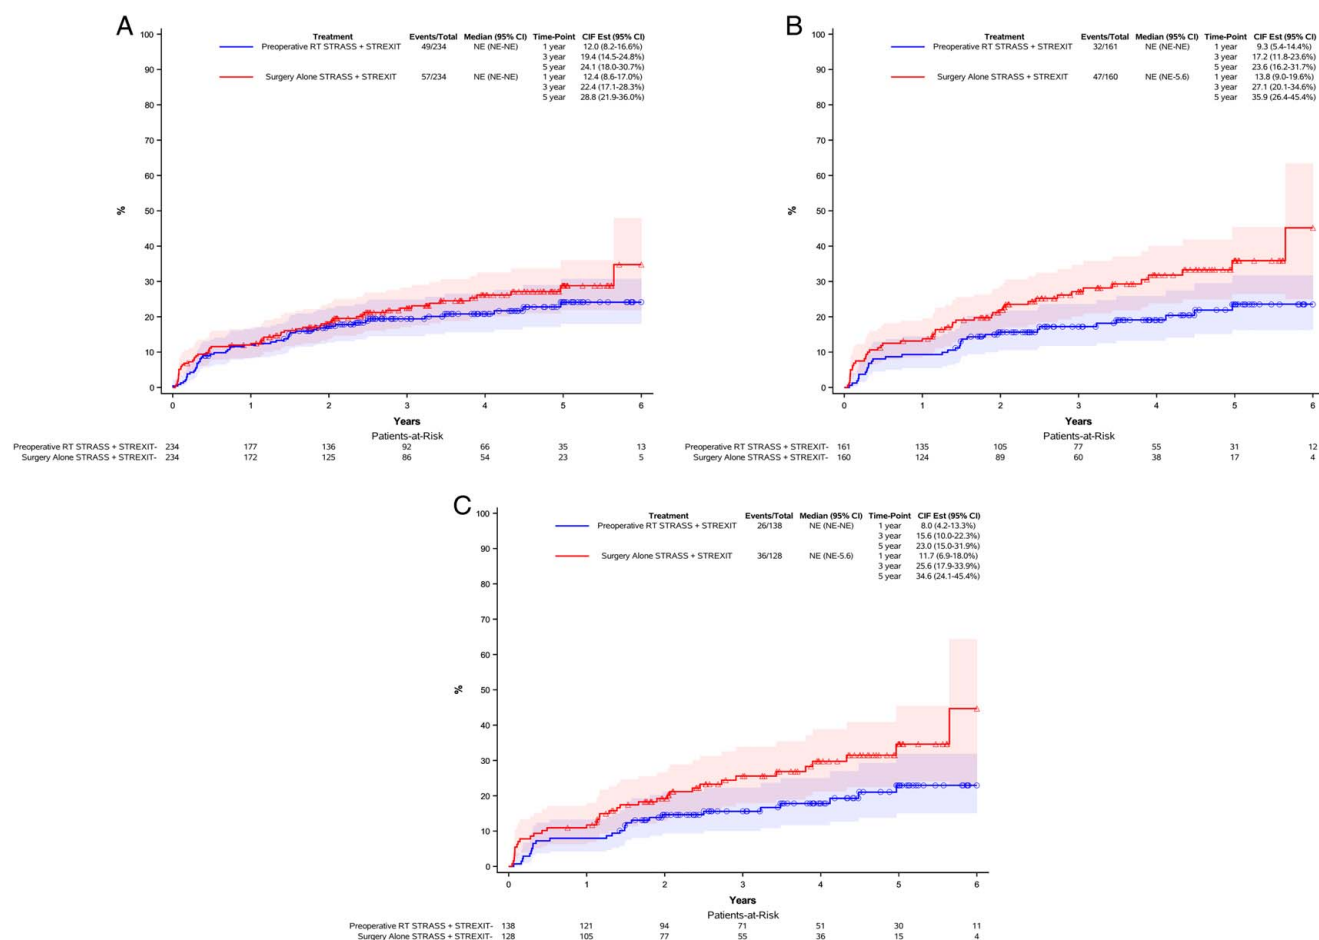 A
Treatment Events/Total Median (95% CI) Time-Point CIF Est (95% CI)
Preoperative RT STRASS + STREXIT 49/234 NE (NE-NE) 1 year 12.0 (8.2-16.6%)
3 year 19.4 (14.5-24.8%)
5 year 24.1 (18.0-30.7%)
Surgery Alone STRASS + STREXIT 57/234 NE (NE-NE) 1 year 12.4 (8.6-17.0%)
3 year 22.4 (17.1-28.3%)
5 year 28.8 (21.9-36.0%)
100
90
80
70
60
50
40
30
20
10
0
%
0 1 2 3 4 5 6
Years
Patients-at-Risk
Preoperative RT STRASS + STREXIT- 234 177 136 92 66 35 13
Surgery Alone STRASS + STREXIT- 234 172 125 86 54 23 5
B
Treatment Events/Total Median (95% CI) Time-Point CIF Est (95% CI)
Preoperative RT STRASS + STREXIT 32/161 NE (NE-NE) 1 year 9.3 (5.4-14.4%)
3 year 17.2 (11.8-23.6%)
5 year 23.6 (16.2-31.7%)
Surgery Alone STRASS + STREXIT 47/160 NE (NE-5.6) 1 year 13.8 (9.0-19.6%)
3 year 27.1 (20.1-34.6%)
5 year 35.9 (26.4-45.4%)
100
90
80
70
60
50
40
30
20
10
0
%
0 1 2 3 4 5 6
Years
Patients-at-Risk
Preoperative RT STRASS + STREXIT- 161 135 105 77 55 31 12
Surgery Alone STRASS + STREXIT- 160 124 89 60 38 17 4
C
Treatment Events/Total Median (95% CI) Time-Point CIF Est (95% CI)
Preoperative RT STRASS + STREXIT 26/138 NE (NE-NE) 1 year 8.0 (4.2-13.3%)
3 year 15.6 (10.0-22.3%)
5 year 23.0 (15.0-31.9%)
Surgery Alone STRASS + STREXIT 36/128 NE (NE-5.6) 1 year 11.7 (6.9-18.0%)
3 year 25.6 (17.9-33.9%)
5 year 34.6 (24.1-45.4%)
100
90
80
70
60
50
40
30
20
10
0
%
0 1 2 3 4 5 6
Years
Patients-at-Risk
Preoperative RT STRASS + STREXIT- 138 121 94 71 51 30 11
Surgery Alone STRASS + STREXIT- 128 105 77 55 36 15 4